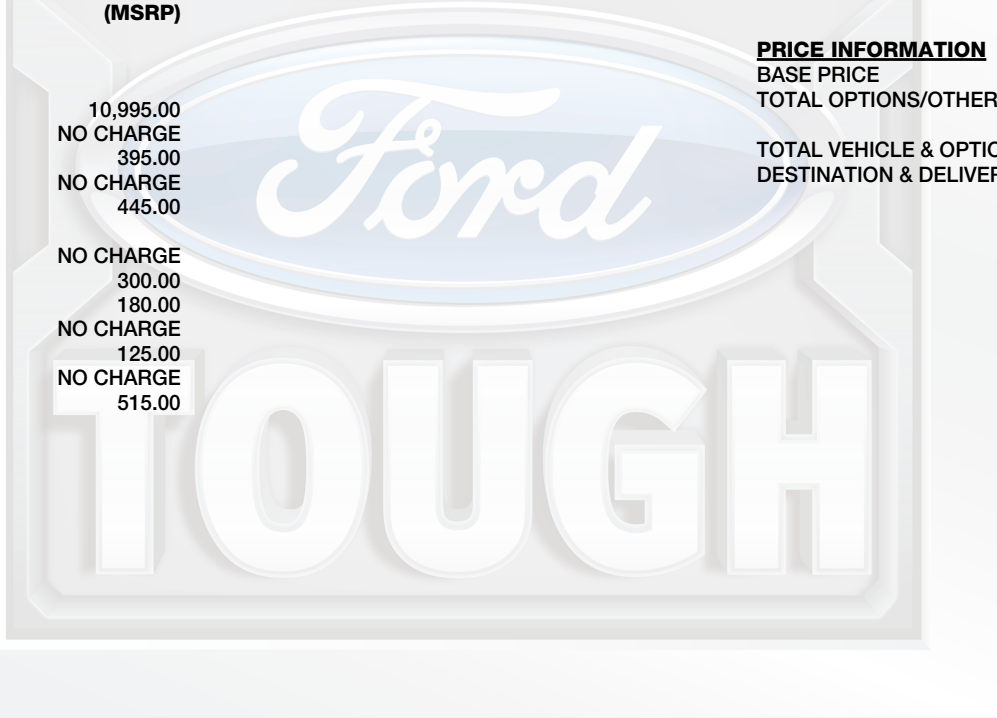 (MSRP)
10,995.00
NO CHARGE
395.00
NO CHARGE
445.00
NO CHARGE
300.00
180.00
NO CHARGE
125.00
NO CHARGE
515.00
PRICE INFORMATION
BASE PRICE
TOTAL OPTIONS/OTHER
TOTAL VEHICLE & OPTIO
DESTINATION & DELIVER
Ford
TOUGH